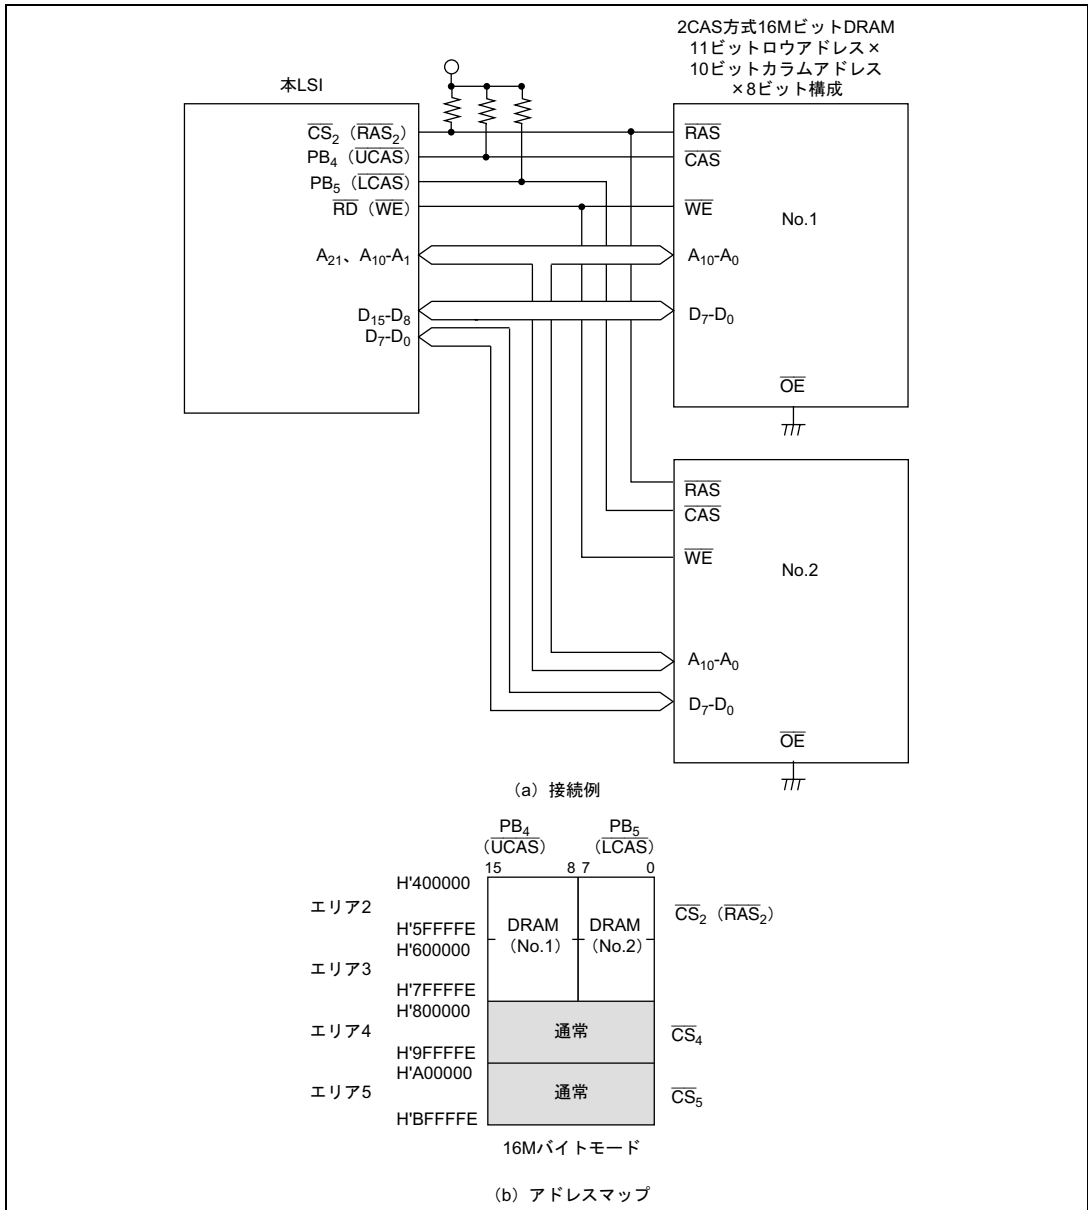 2CAS方式16MビットDRAM
11ビットロウアドレス×
10ビットカラムアドレス
×8ビット構成
本LSI
CS2（RAS2）
PB4（UCAS）
PB5（LCAS）
RD（WE）
A21、A10-A1
D15-D8
D7-D0
RAS
CAS
WE
No.1
A10-A0
D7-D0
OE
RAS
CAS
WE
No.2
A10-A0
D7-D0
OE
（a）接続例
PB4 PB5
（UCAS） （LCAS）
15 8 7 0
エリア2
H'400000
H'5FFFFE
DRAM
（No.1）
DRAM
（No.2）
CS2（RAS2）
エリア3
H'600000
H'7FFFFE
エリア4
H'800000
H'9FFFFE
通常
CS4
エリア5
H'A00000
H'BFFFFE
通常
CS5
16Mバイトモード
（b）アドレスマップ